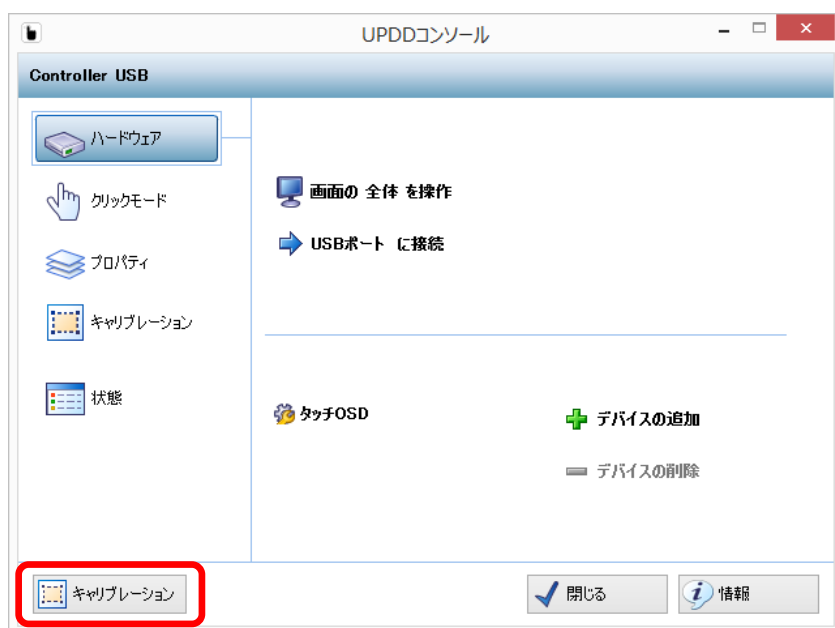 UPDDコンソール
Controller USB
ハードウェア
クリックモード
プロパティ
キャリブレーション
状態
画面の 全体 を操作
USBポート に接続
タッチOSD
デバイスの追加
デバイスの削除
キャリブレーション
閉じる
情報